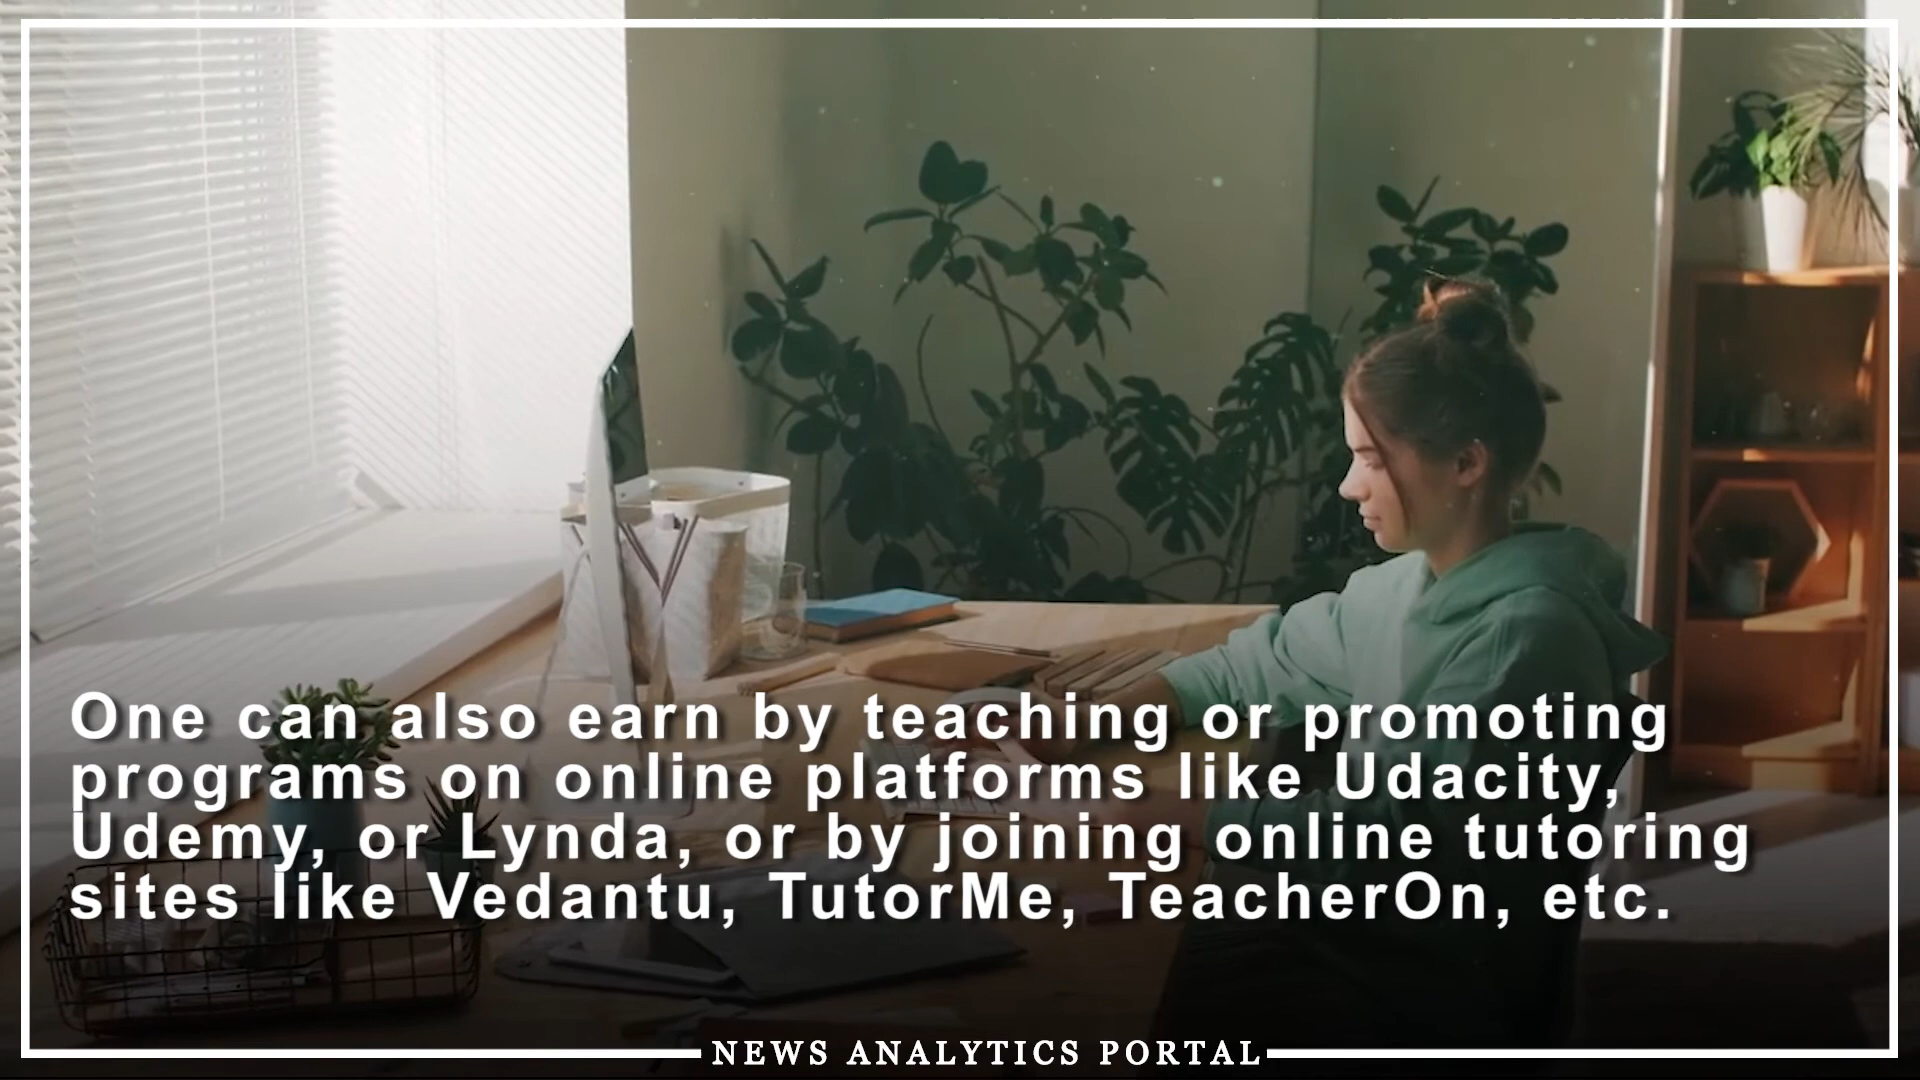 One can also earn by teaching or promoting
programs on online platforms like Udacity,
Udemy, or Lynda, or by joining online tutoring
sites like Vedantu, TutorMe, TeacherOn, etc.
NEWS ANALYTICS PORTAL